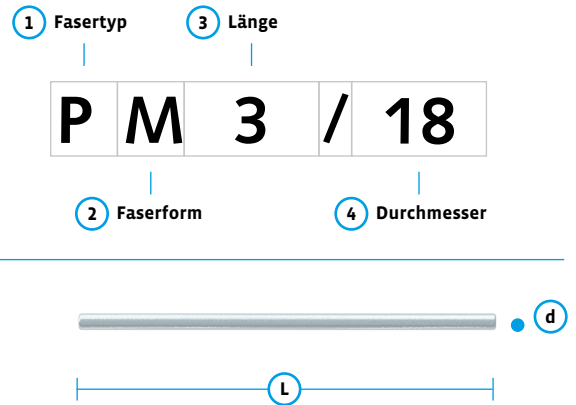 1 Fasertyp 3 Länge
P M 3 / 18
2 Faserform 4 Durchmesser
d
L